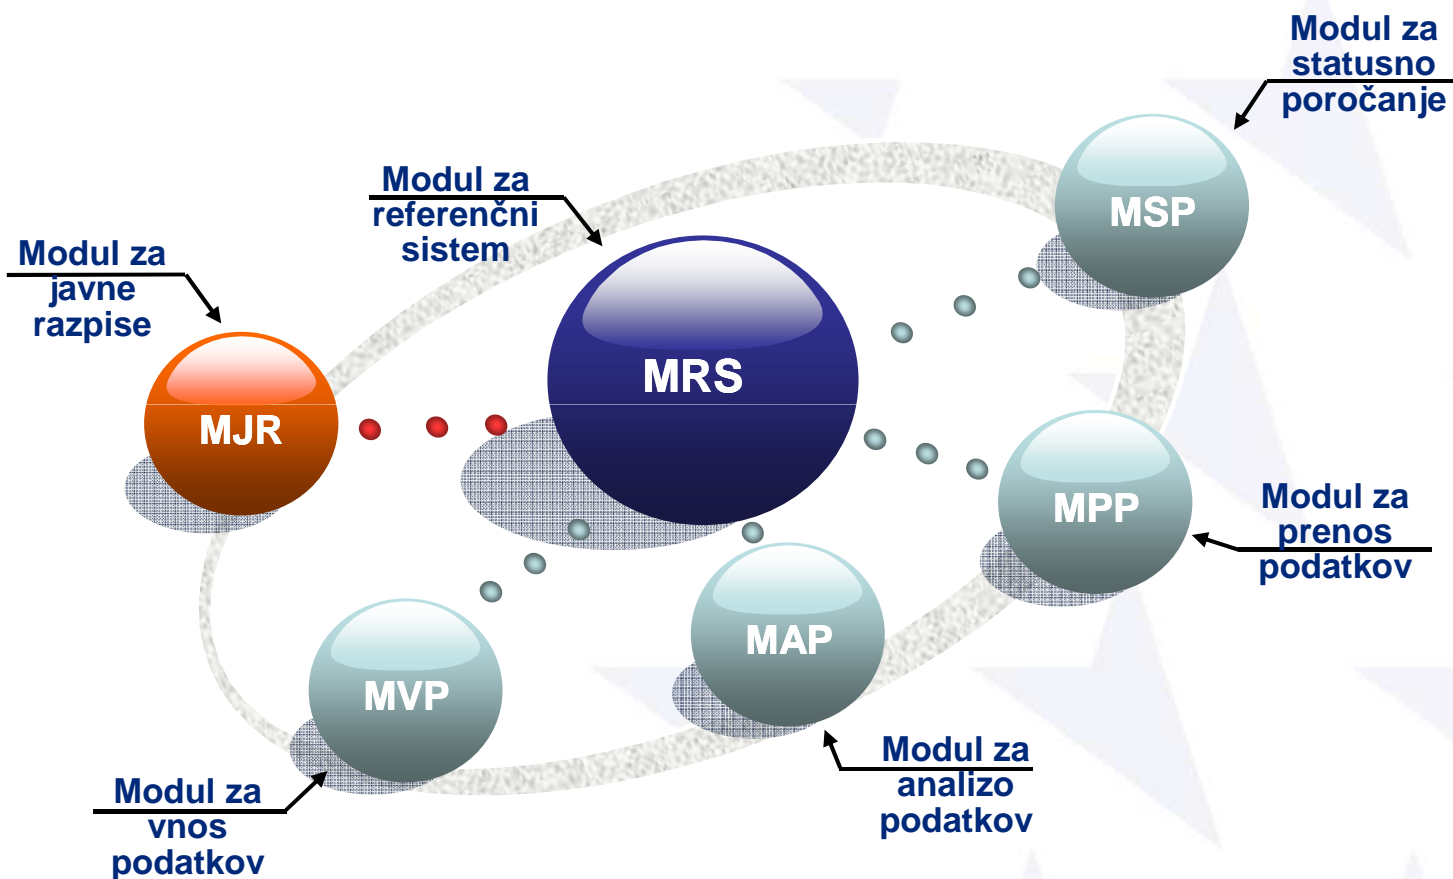 Modul za
statusno
poročanje
MSP
Modul za
referenčni
sistem
MRS
Modul za
javne
razpise
MJR
MPP
Modul za
prenos
podatkov
MAP
Modul za
analizo
podatkov
MVP
Modul za
vnos
podatkov